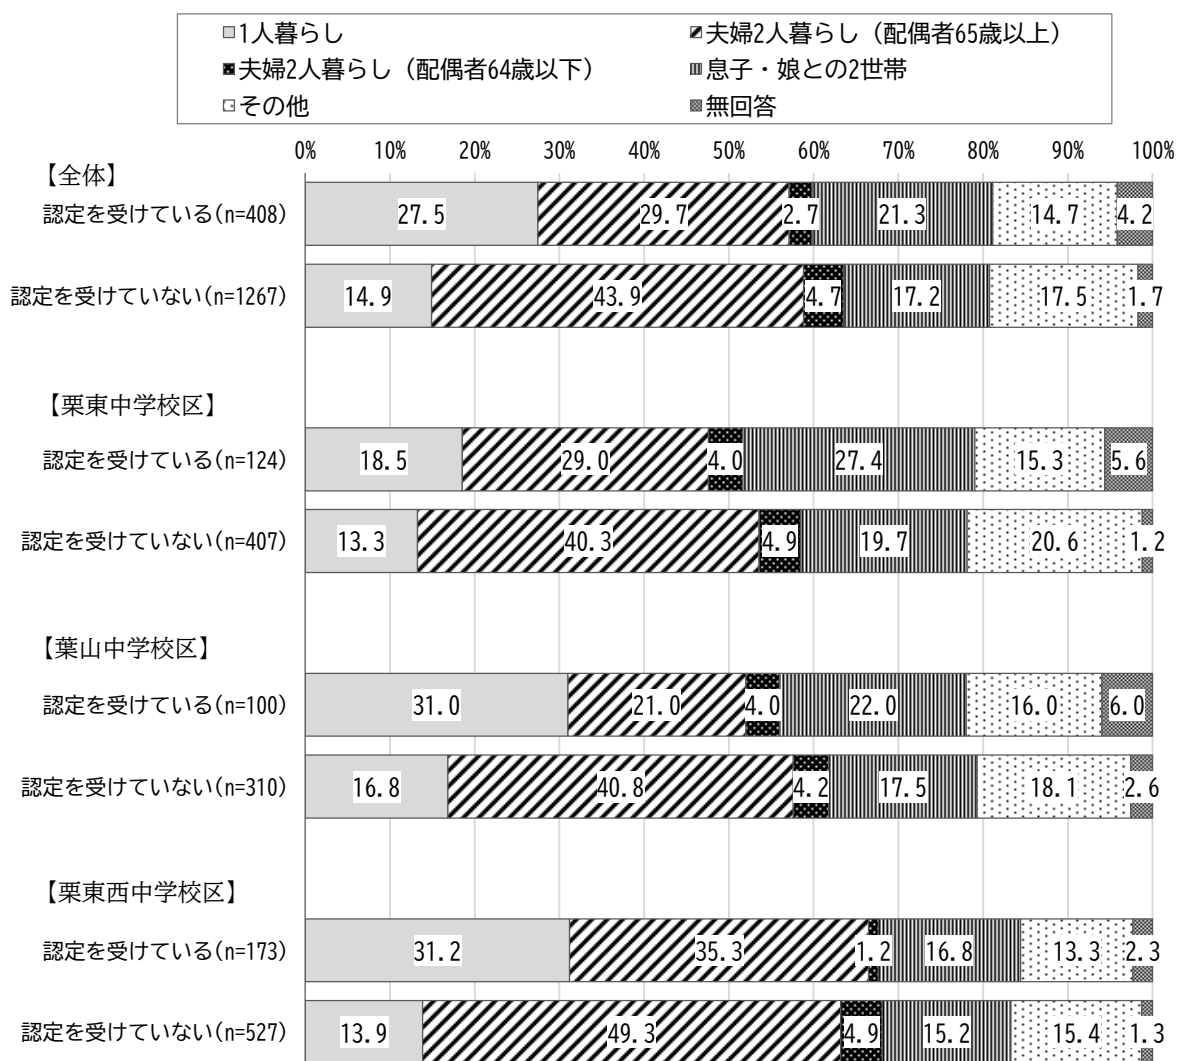 1人暮らし 夫婦2人暮らし（配偶者65歳以上）
夫婦2人暮らし（配偶者64歳以下） 息子・娘との2世帯
その他 無回答
0% 10% 20% 30% 40% 50% 60% 70% 80% 90% 100%
【全体】
認定を受けている(n=408) 27.5 29.7 2.7 21.3 14.7 4.2
認定を受けていない(n=1267) 14.9 43.9 4.7 17.2 17.5 1.7
【栗東中学校区】
認定を受けている(n=124) 18.5 29.0 4.0 27.4 15.3 5.6
認定を受けていない(n=407) 13.3 40.3 4.9 19.7 20.6 1.2
【葉山中学校区】
認定を受けている(n=100) 31.0 21.0 4.0 22.0 16.0 6.0
認定を受けていない(n=310) 16.8 40.8 4.2 17.5 18.1 2.6
【栗東西中学校区】
認定を受けている(n=173) 31.2 35.3 1.2 16.8 13.3 2.3
認定を受けていない(n=527) 13.9 49.3 4.9 15.2 15.4 1.3